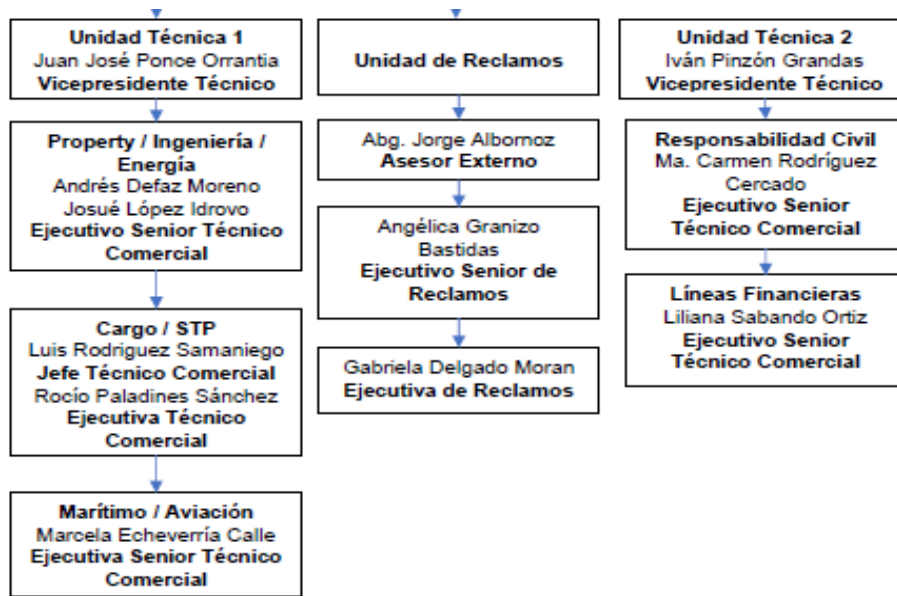 Unidad Técnica 1
Juan José Ponce Orrantia
Vicepresidente Técnico
Property / Ingeniería /
Energía
Andrés Defaz Moreno
Josué López Idrovo
Ejecutivo Senior Técnico
Comercial
Cargo / STP
Luis Rodriguez Samaniego
Jefe Técnico Comercial
Rocío Paladines Sánchez
Ejecutiva Técnico
Comercial
Marítimo / Aviación
Marcela Echeverría Calle
Ejecutiva Senior Técnico
Comercial
Unidad de Reclamos
Abg. Jorge Albornoz
Asesor Externo
Angélica Granizo
Bastidas
Ejecutivo Senior de
Reclamos
Gabriela Delgado Moran
Ejecutiva de Reclamos
Unidad Técnica 2
Iván Pinzón Grandas
Vicepresidente Técnico
Responsabilidad Civil
Ma. Carmen Rodríguez
Cercado
Ejecutivo Senior
Técnico Comercial
Líneas Financieras
Liliana Sabando Ortiz
Ejecutivo Senior
Técnico Comercial